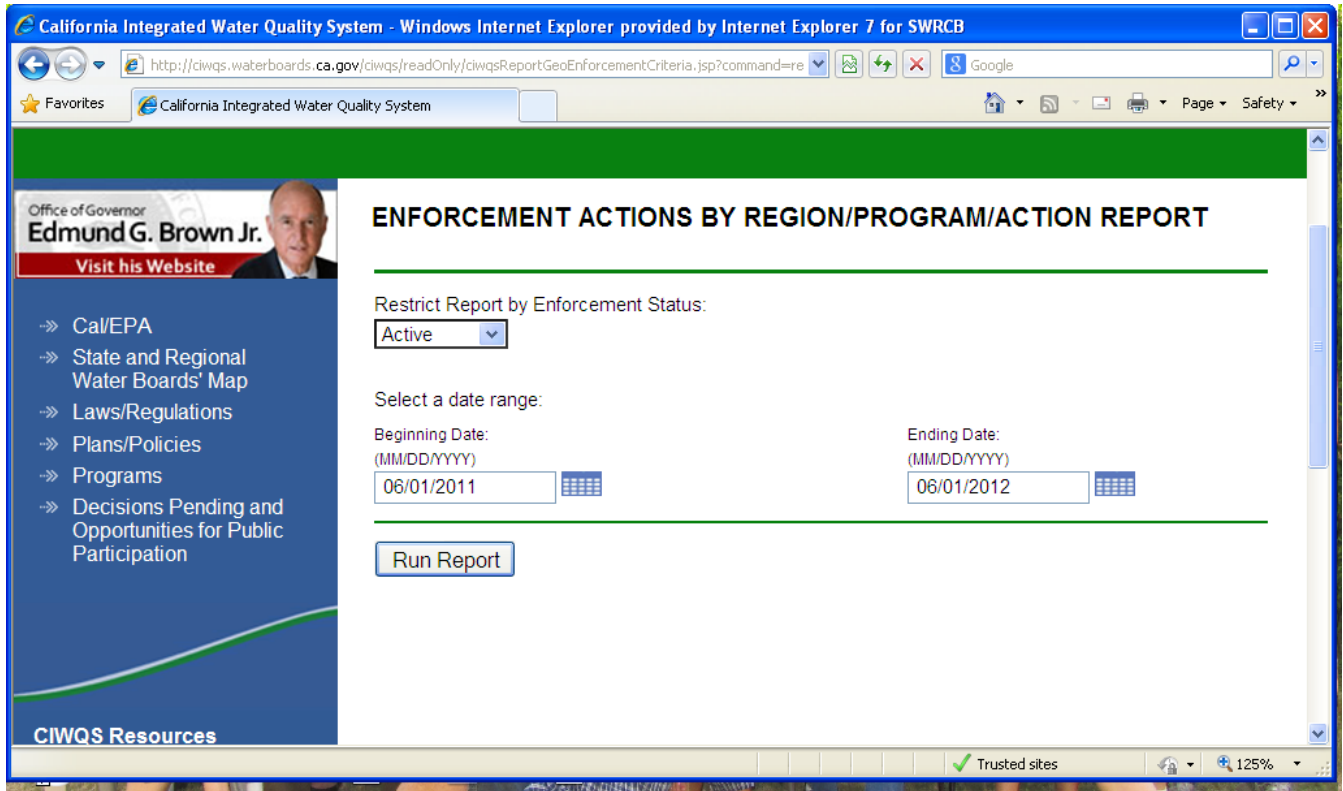 California Integrated Water Quality System - Windows Internet Explorer provided by Internet Explorer 7 for SWRCB
http://ciwqs.waterboards.ca.gov/ciwqs/readOnly/ciwqsReportGeoEnforcementCriteria.jsp?command=re
Google
Favorites
California Integrated Water Quality System
Page
Safety
Office of Governor
Edmund G. Brown Jr.
Visit his Website
Cal/EPA
State and Regional
Water Boards' Map
Laws/Regulations
Plans/Policies
Programs
Decisions Pending and
Opportunities for Public
Participation
CIWQS Resources
ENFORCEMENT ACTIONS BY REGION/PROGRAM/ACTION REPORT
Restrict Report by Enforcement Status:
Active
Select a date range:
Beginning Date:
(MM/DD/YYYY)
06/01/2011
Ending Date:
(MM/DD/YYYY)
06/01/2012
Run Report
Trusted sites
125%